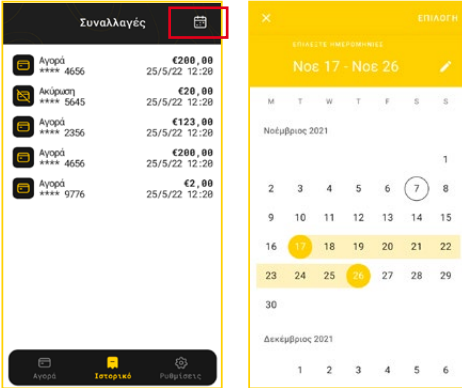 Συναλλαγές
Αγορά €200,00
**** 4656 25/5/22 12:20
Ακύρωση €20,00
**** 5645 25/5/22 12:20
Αγορά €123,00
**** 2356 25/5/22 12:20
Αγορά €200,00
**** 4656 25/5/22 12:20
Αγορά €2,00
**** 9776 25/5/22 12:20
Αγορά Ιστορικό Ρυθμίσεις
ΕΠΙΛΟΓΗ
ΕΠΙΛΕΞΤΕ ΗΜΕΡΟΜΗΝΙΕΣ
Νοε 17 - Νοε 26
M T W T F S S
Νοέμβριος 2021
1
2 3 4 5 6 7 8
9 10 11 12 13 14 15
16 17 18 19 20 21 22
23 24 25 26 27 28 29
30
Δεκέμβριος 2021
1 2 3 4 5 6